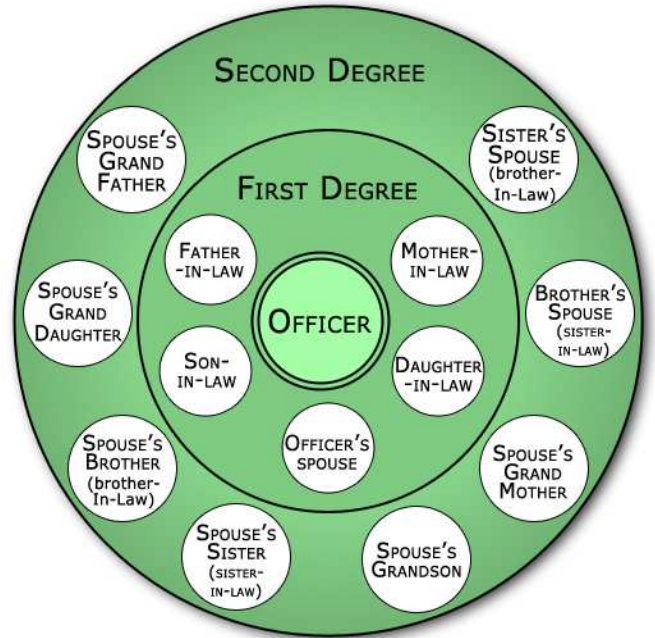 SECOND DEGREE
SPOUSE'S
GRAND
FATHER
SISTER'S
SPOUSE
(brother-
In-Law)
FIRST DEGREE
FATHER
-IN-LAW
MOTHER-
IN-LAW
OFFICER
SPOUSE'S
GRAND
DAUGHTER
BROTHER'S
SPOUSE
(SISTER-
IN-LAW)
SON-
IN-LAW
DAUGHTER
-IN-LAW
OFFICER'S
SPOUSE
SPOUSE'S
BROTHER
(brother-
In-Law)
SPOUSE'S
GRAND
MOTHER
SPOUSE'S
SISTER
(SISTER-
IN-LAW)
SPOUSE'S
GRANDSON